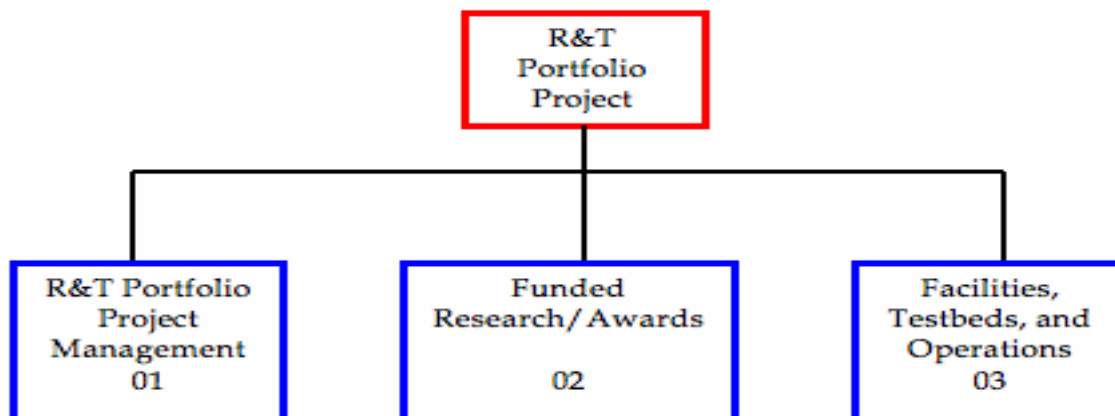 R&T
Portfolio
Project
R&T Portfolio
Project
Management
01
Funded
Research/Awards
02
Facilities,
Testbeds, and
Operations
03